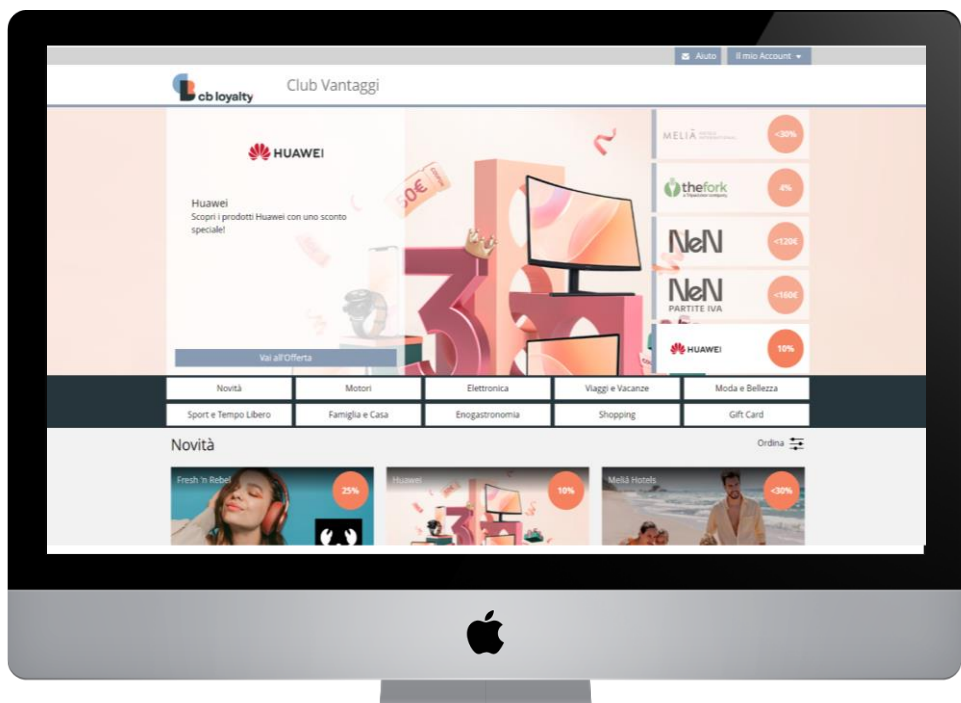 Aiuto
Il mio Account
cb loyalty
Club Vantaggi
HUAWEI
Huawei
Scopri i prodotti Huawei con uno sconto
speciale!
Vai all'Offerta
50€
MELIÁ
<30%
thefork
4%
NeN
<120€
NeN
PARTITE IVA
<160€
HUAWEI
10%
Novità
Motori
Elettronica
Viaggi e Vacanze
Moda e Bellezza
Sport e Tempo Libero
Famiglia e Casa
Enogastronomia
Shopping
Gift Card
Novità
Ordina
Fresh 'n Rebel
25%
Huawei
10%
Meliá Hotels
<30%